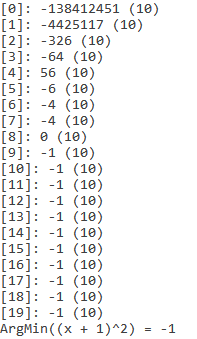 [0]: -138412451 (10)
[1]: -4425117 (10)
[2]: -326 (10)
[3]: -64 (10)
[4]: 56 (10)
[5]: -6 (10)
[6]: -4 (10)
[7]: -4 (10)
[8]: 0 (10)
[9]: -1 (10)
[10]: -1 (10)
[11]: -1 (10)
[12]: -1 (10)
[13]: -1 (10)
[14]: -1 (10)
[15]: -1 (10)
[16]: -1 (10)
[17]: -1 (10)
[18]: -1 (10)
[19]: -1 (10)
ArgMin((x + 1)^2) = -1